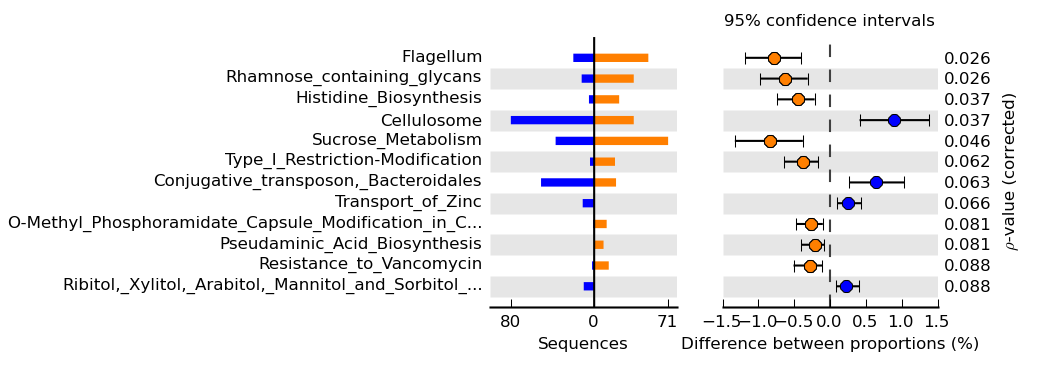 95% confidence intervals
Flagellum 0.026
Rhamnose_containing_glycans 0.026
Histidine_Biosynthesis 0.037
Cellulosome 0.037
Sucrose_Metabolism 0.046
Type_I_Restriction-Modification 0.062
Conjugative_transposon,_Bacteroidales 0.063
Transport_of_Zinc 0.066
O-Methyl_Phosphoramidate_Capsule_Modification_in_C... 0.081
Pseudaminic_Acid_Biosynthesis 0.081
Resistance_to_Vancomycin 0.088
Ribitol,_Xylitol,_Arabitol,_Mannitol_and_Sorbitol_... 0.088
p-value (corrected)
80 0 71 −1.5 −1.0 −0.5 0.0 0.5 1.0 1.5
Sequences Difference between proportions (%)